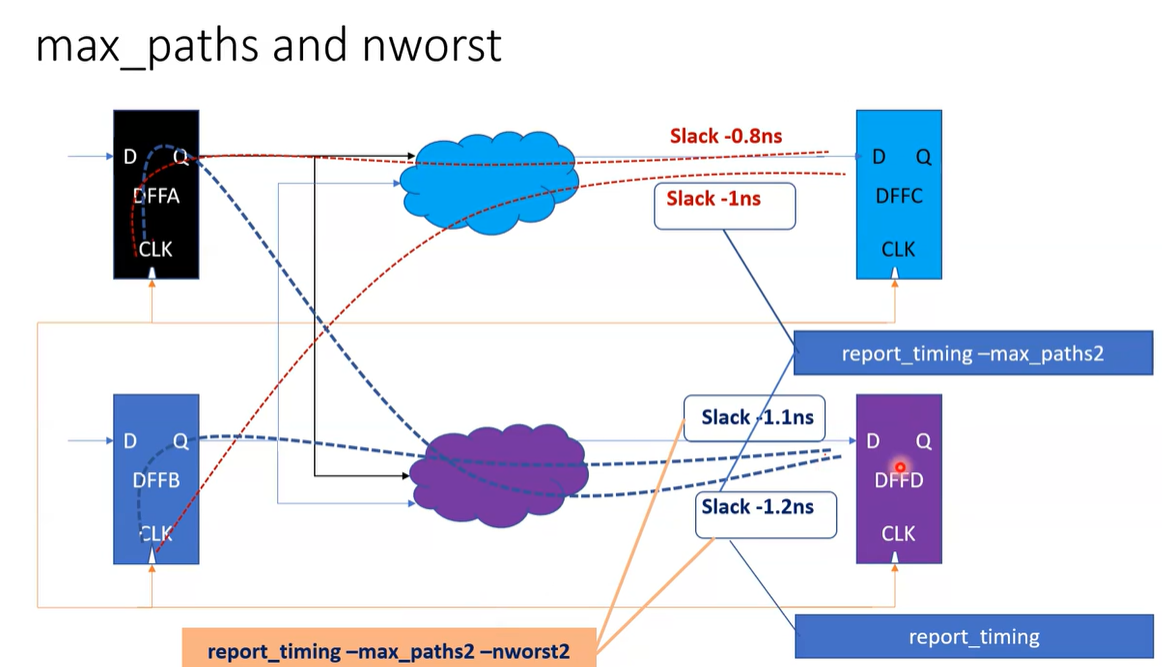 max_paths and nworst
Slack -0.8ns
D Q
D Q
DFFA
Slack -1ns
DFFC
CLK
CLK
report_timing –max_paths2
Slack -1.1ns
D Q
D Q
DFFB
DFFD
Slack -1.2ns
CLK
CLK
report_timing
report_timing –max_paths2 –nworst2